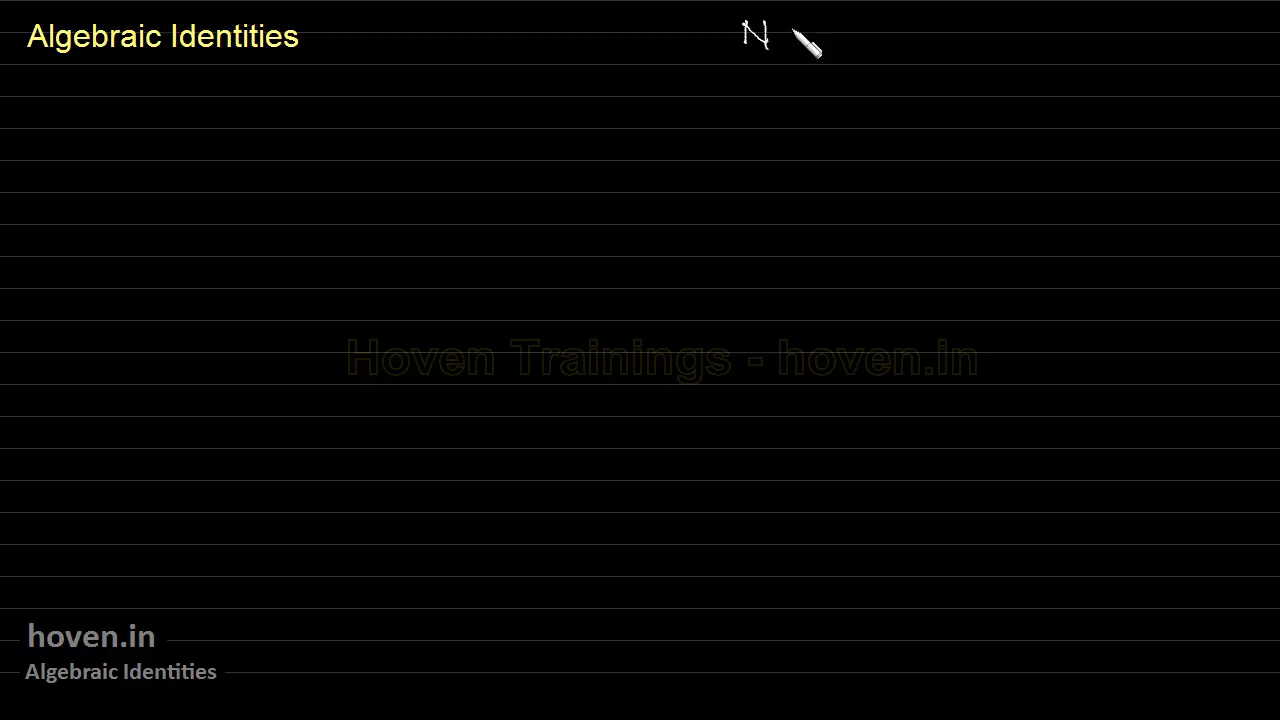 Algebraic Identities
N
Hoven Trainings - hoven.in
hoven.in
Algebraic Identities